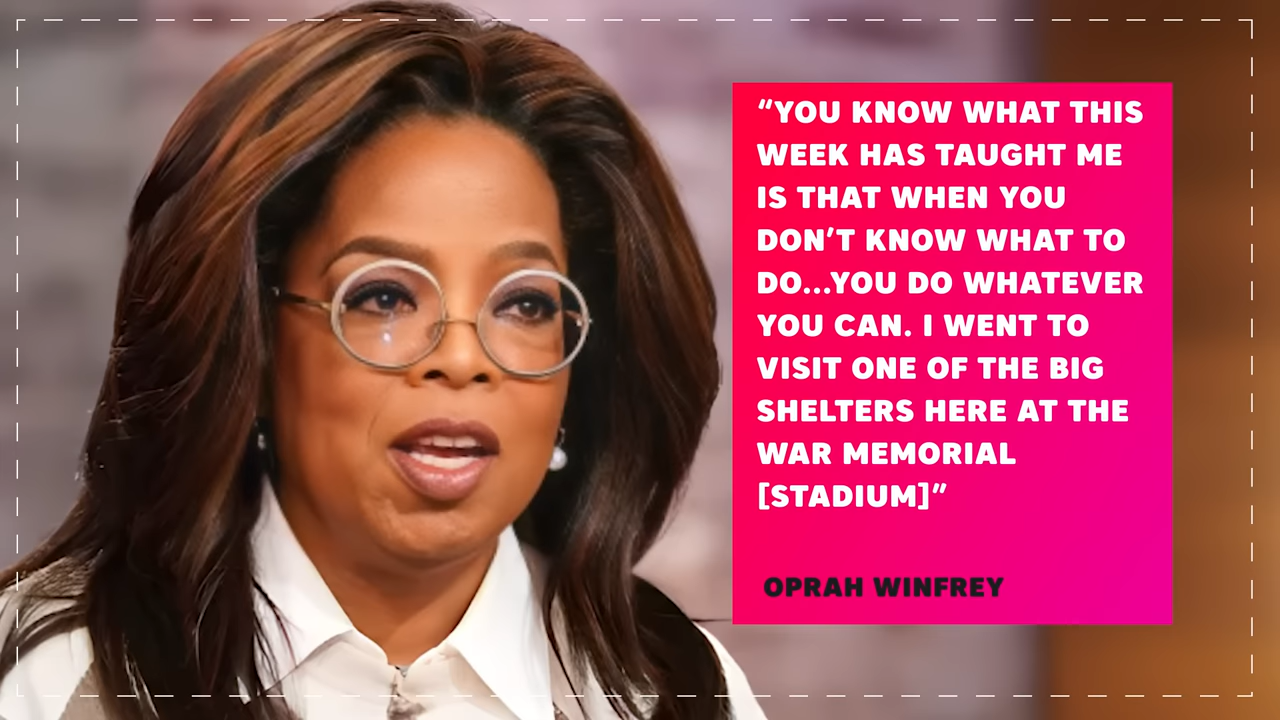 “YOU KNOW WHAT THIS
WEEK HAS TAUGHT ME
IS THAT WHEN YOU
DON’T KNOW WHAT TO
DO...YOU DO WHATEVER
YOU CAN. I WENT TO
VISIT ONE OF THE BIG
SHELTERS HERE AT THE
WAR MEMORIAL
[STADIUM]”
OPRAH WINFREY